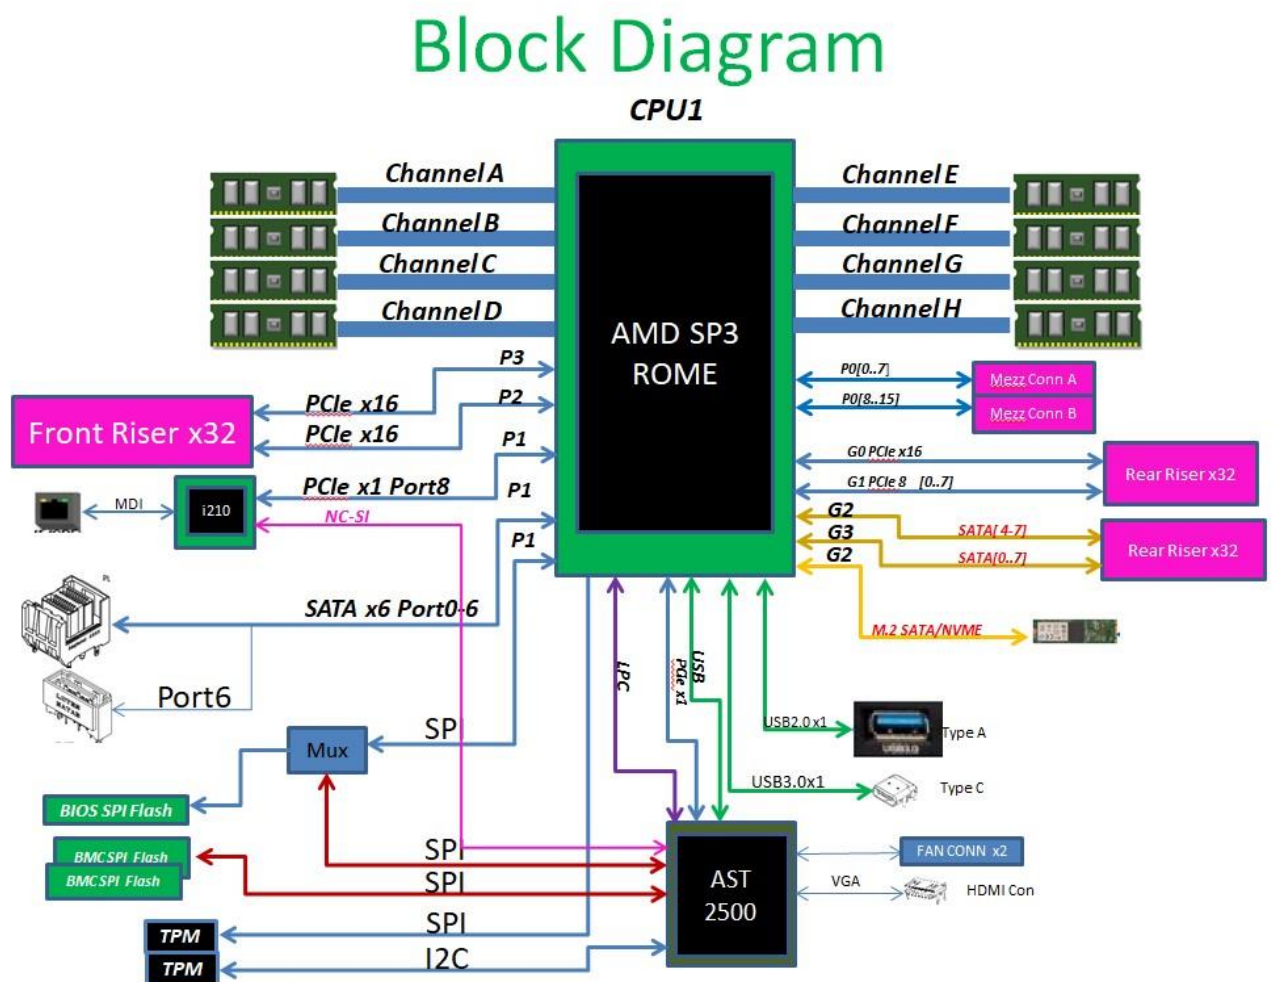 Block Diagram
CPU1
Channel A
Channel B
Channel C
Channel D
Channel E
Channel F
Channel G
Channel H
AMD SP3
ROME
P3
P2
P1
P1
P1
PCIe x16
PCIe x16
Front Riser x32
PCIe x1 Port8
NC-SI
MDI
i210
P0[0..7]
P0[8..15]
Mezz Conn A
Mezz Conn B
G0 PCIe x16
G1 PCIe 8 [0..7]
Rear Riser x32
G2
G3
G2
SATA[ 4-7]
SATA[0..7]
Rear Riser x32
M.2 SATA/NVME
SATA x6 Port0-6
Port6
LPC
PCIe x1
USB
USB2.0 x1
Type A
USB3.0x1
Type C
SPI
Mux
BIOS SPI Flash
BMC SPI Flash
BMC SPI Flash
SPI
SPI
SPI
I2C
TPM
TPM
AST
2500
FAN CONN x2
VGA
HDMI Con